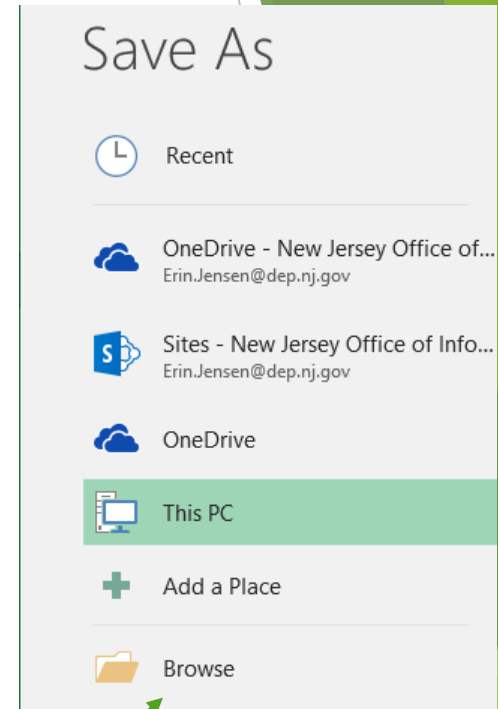 Save As
Recent
OneDrive - New Jersey Office of...
Erin.Jensen@dep.nj.gov
Sites - New Jersey Office of Info...
Erin.Jensen@dep.nj.gov
OneDrive
This PC
Add a Place
Browse